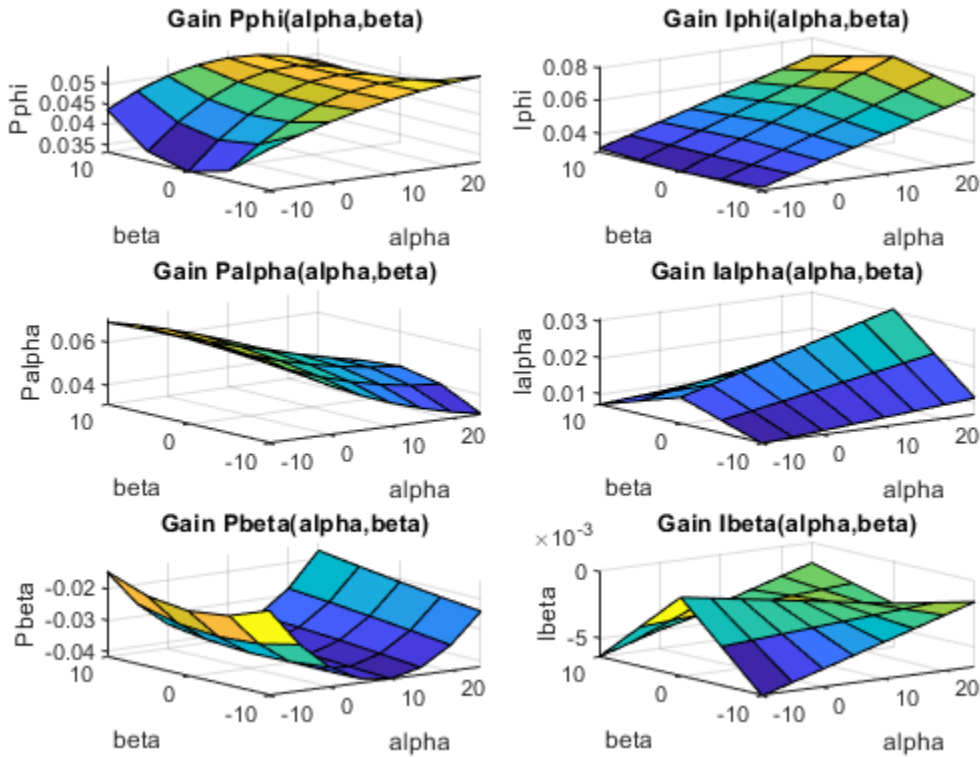 Gain Pphi(alpha,beta)
Pphi
0.05
0.045
0.04
0.035
10
0
-10
-10
0
10
20
beta
alpha
Gain Iphi(alpha,beta)
Iphi
0.08
0.06
0.04
10
0
-10
-10
0
10
20
beta
alpha
Gain Palpha(alpha,beta)
Palpha
0.06
0.04
10
0
-10
-10
0
10
20
beta
alpha
Gain Ialpha(alpha,beta)
Ialpha
0.03
0.02
0.01
10
0
-10
-10
0
10
20
beta
alpha
Gain Pbeta(alpha,beta)
Pbeta
-0.02
-0.03
-0.04
10
0
-10
-10
0
10
20
beta
alpha
Gain Ibeta(alpha,beta)
×10⁻³
Ibeta
0
-5
10
0
-10
-10
0
10
20
beta
alpha